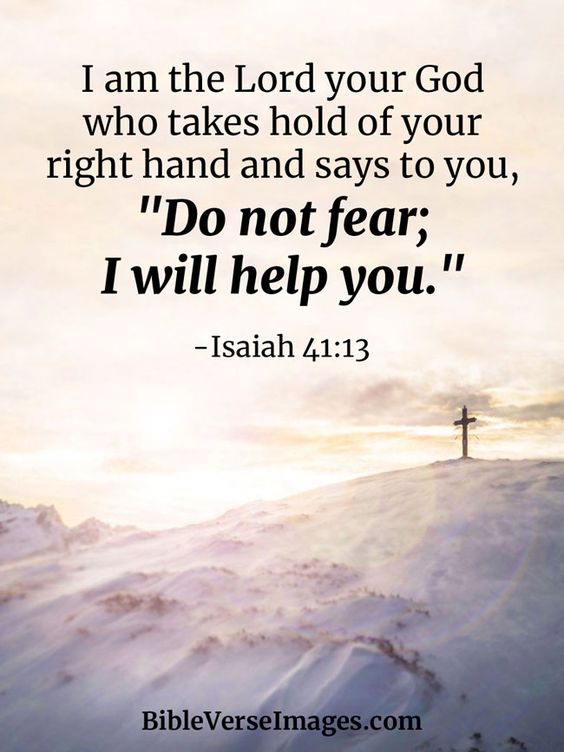 I am the Lord your God
who takes hold of your
right hand and says to you,
"Do not fear;
I will help you."
-Isaiah 41:13
BibleVerseImages.com